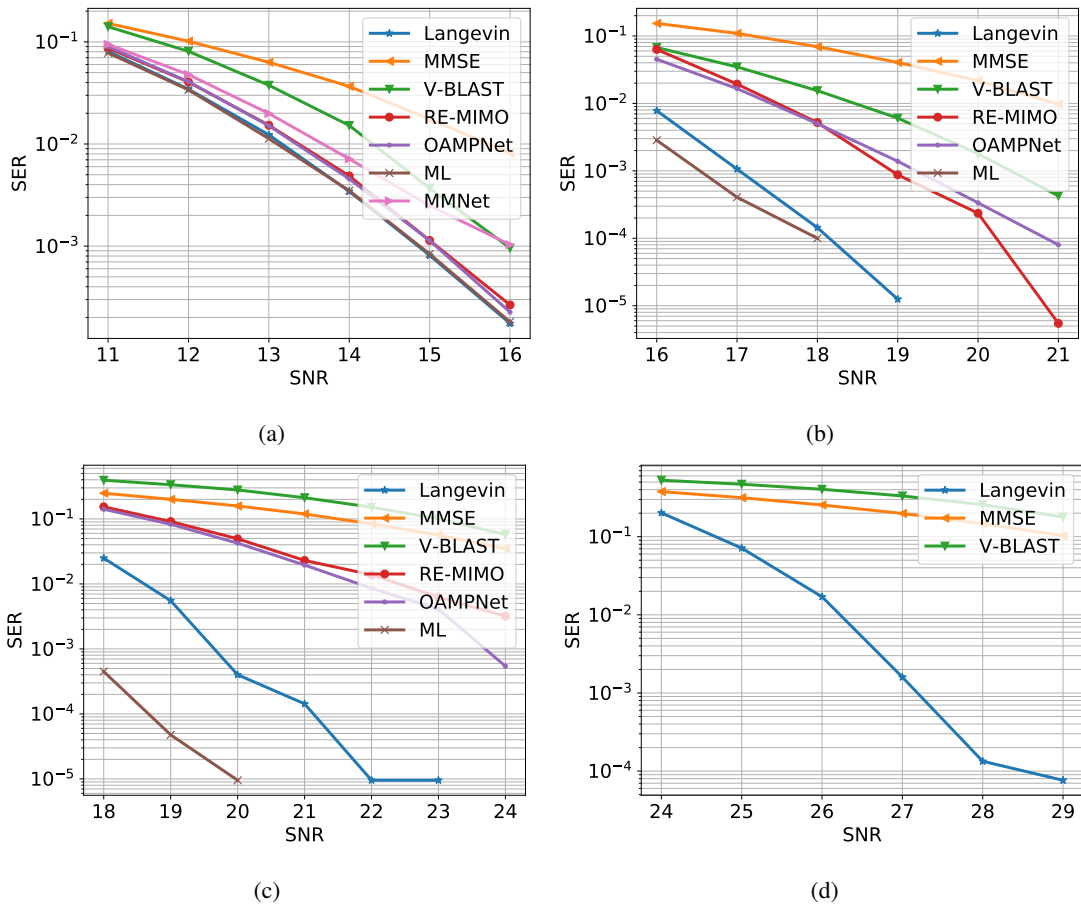 10⁻¹
10⁻²
10⁻³
SER
11 12 13 14 15 16
SNR
Langevin
MMSE
V-BLAST
RE-MIMO
OAMPNet
ML
MMNet
(a)
10⁻¹
10⁻²
10⁻³
10⁻⁴
10⁻⁵
SER
16 17 18 19 20 21
SNR
Langevin
MMSE
V-BLAST
RE-MIMO
OAMPNet
ML
(b)
10⁻¹
10⁻²
10⁻³
10⁻⁴
10⁻⁵
SER
18 19 20 21 22 23 24
SNR
Langevin
MMSE
V-BLAST
RE-MIMO
OAMPNet
ML
(c)
10⁻¹
10⁻²
10⁻³
10⁻⁴
SER
24 25 26 27 28 29
SNR
Langevin
MMSE
V-BLAST
(d)